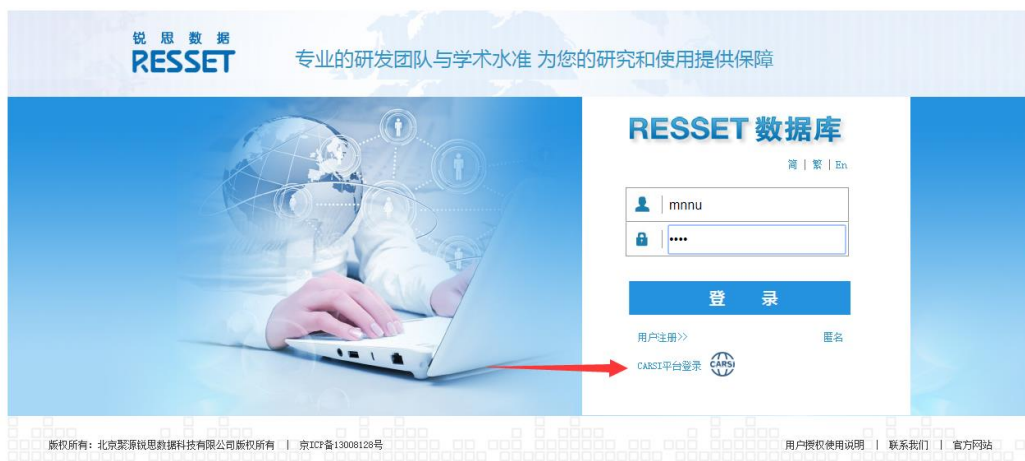 锐思数据
RESSET
专业的研发团队与学术水准 为您的研究和使用提供保障
RESSET 数据库
简 | 繁 | En
mnnu
••••
登 录
用户注册>>
匿名
CARSI平台登录 CARSI
版权所有：北京聚源锐思数据科技有限公司版权所有 | 京ICP备13008128号
用户授权使用说明 | 联系我们 | 官方网站